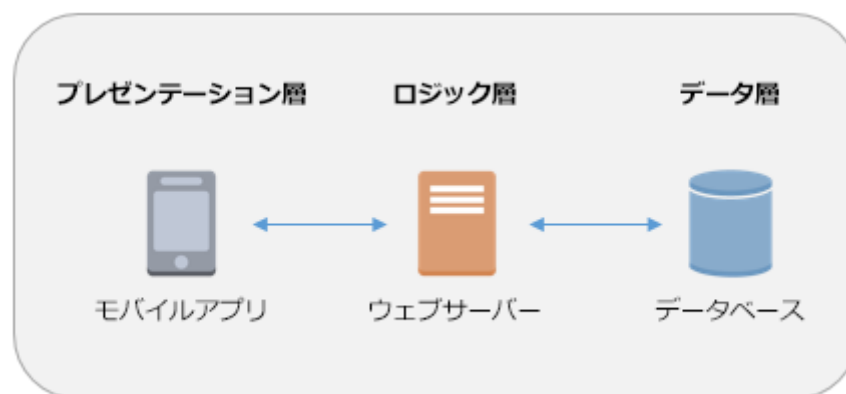 プレゼンテーション層
ロジック層
データ層
モバイルアプリ
ウェブサーバー
データベース